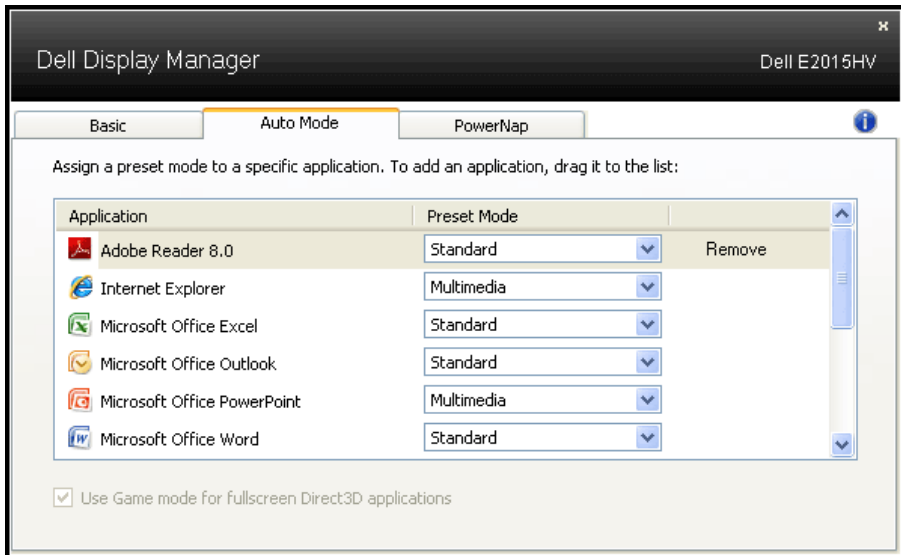 Dell Display Manager
Dell E2015HV
Basic Auto Mode PowerNap
Assign a preset mode to a specific application. To add an application, drag it to the list:
Application Preset Mode
Adobe Reader 8.0 Standard Remove
Internet Explorer Multimedia
Microsoft Office Excel Standard
Microsoft Office Outlook Standard
Microsoft Office PowerPoint Multimedia
Microsoft Office Word Standard
Use Game mode for fullscreen Direct3D applications